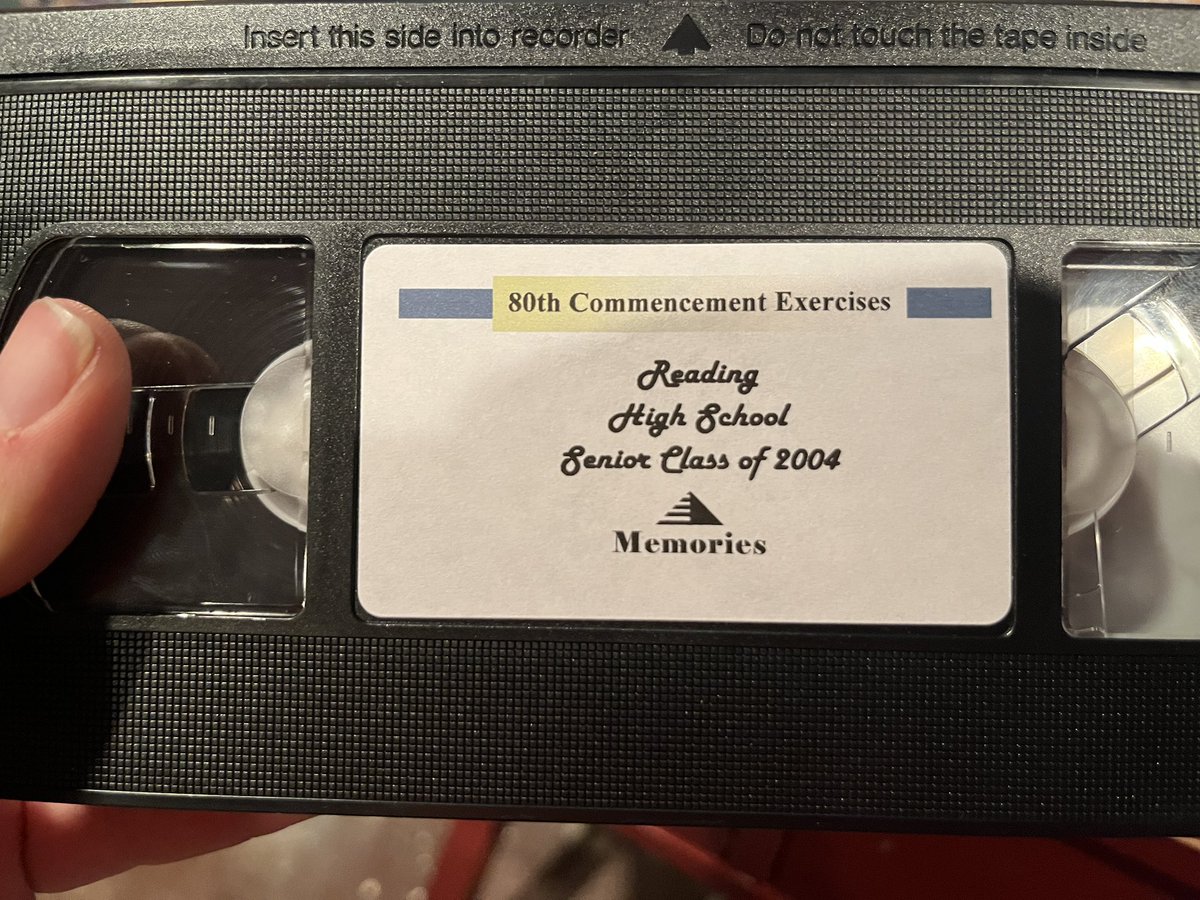 Insert this side into recorder Do not touch the tape inside
80th Commencement Exercises
Reading
High School
Senior Class of 2004
Memories